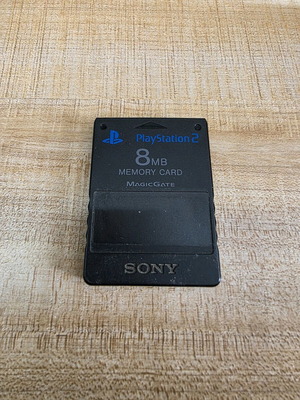 PlayStation 2
8MB
MEMORY CARD
MAGICGATE
SONY